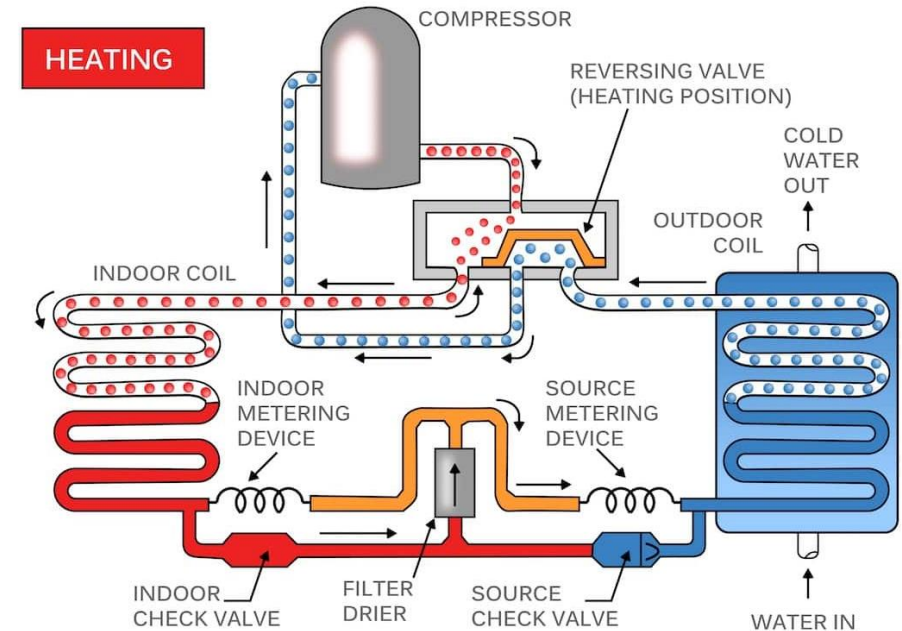 COMPRESSOR
HEATING
REVERSING VALVE
(HEATING POSITION)
COLD
WATER
OUT
OUTDOOR
COIL
INDOOR COIL
INDOOR
METERING
DEVICE
SOURCE
METERING
DEVICE
INDOOR
CHECK VALVE
FILTER
DRIER
SOURCE
CHECK VALVE
WATER IN